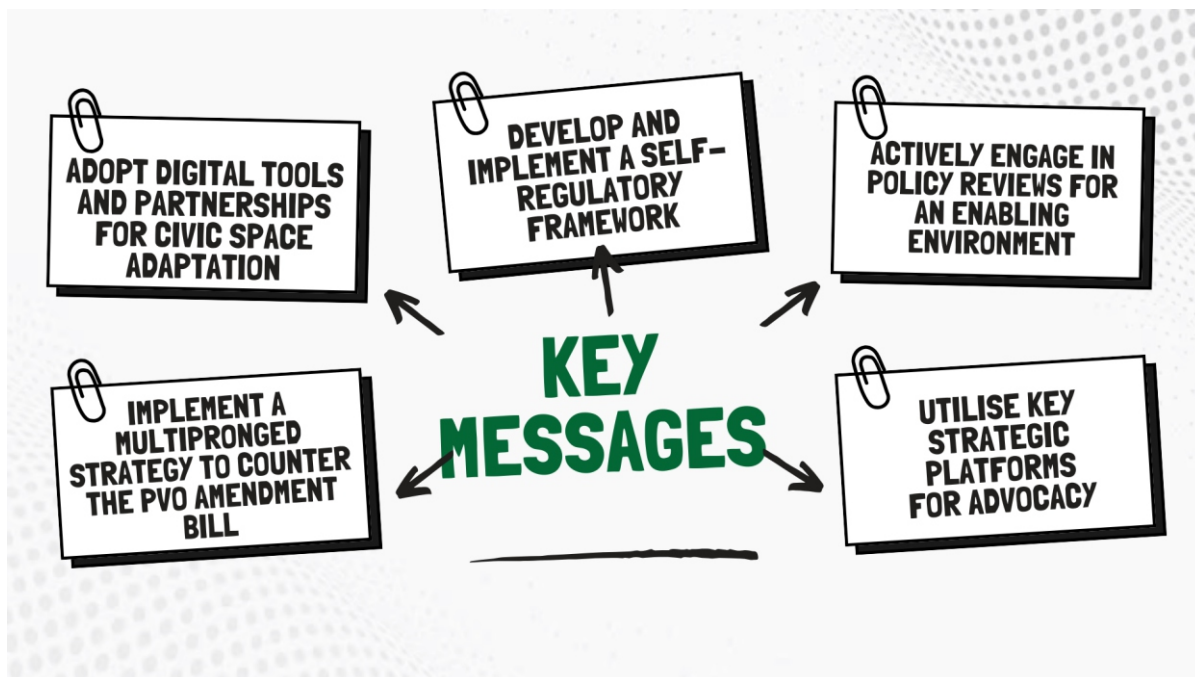 ADOPT DIGITAL TOOLS
AND PARTNERSHIPS
FOR CIVIC SPACE
ADAPTATION
DEVELOP AND
IMPLEMENT A SELF-
REGULATORY
FRAMEWORK
ACTIVELY ENGAGE IN
POLICY REVIEWS FOR
AN ENABLING
ENVIRONMENT
KEY
MESSAGES
IMPLEMENT A
MULTIPRONGED
STRATEGY TO COUNTER
THE PVO AMENDMENT
BILL
UTILISE KEY
STRATEGIC
PLATFORMS
FOR ADVOCACY